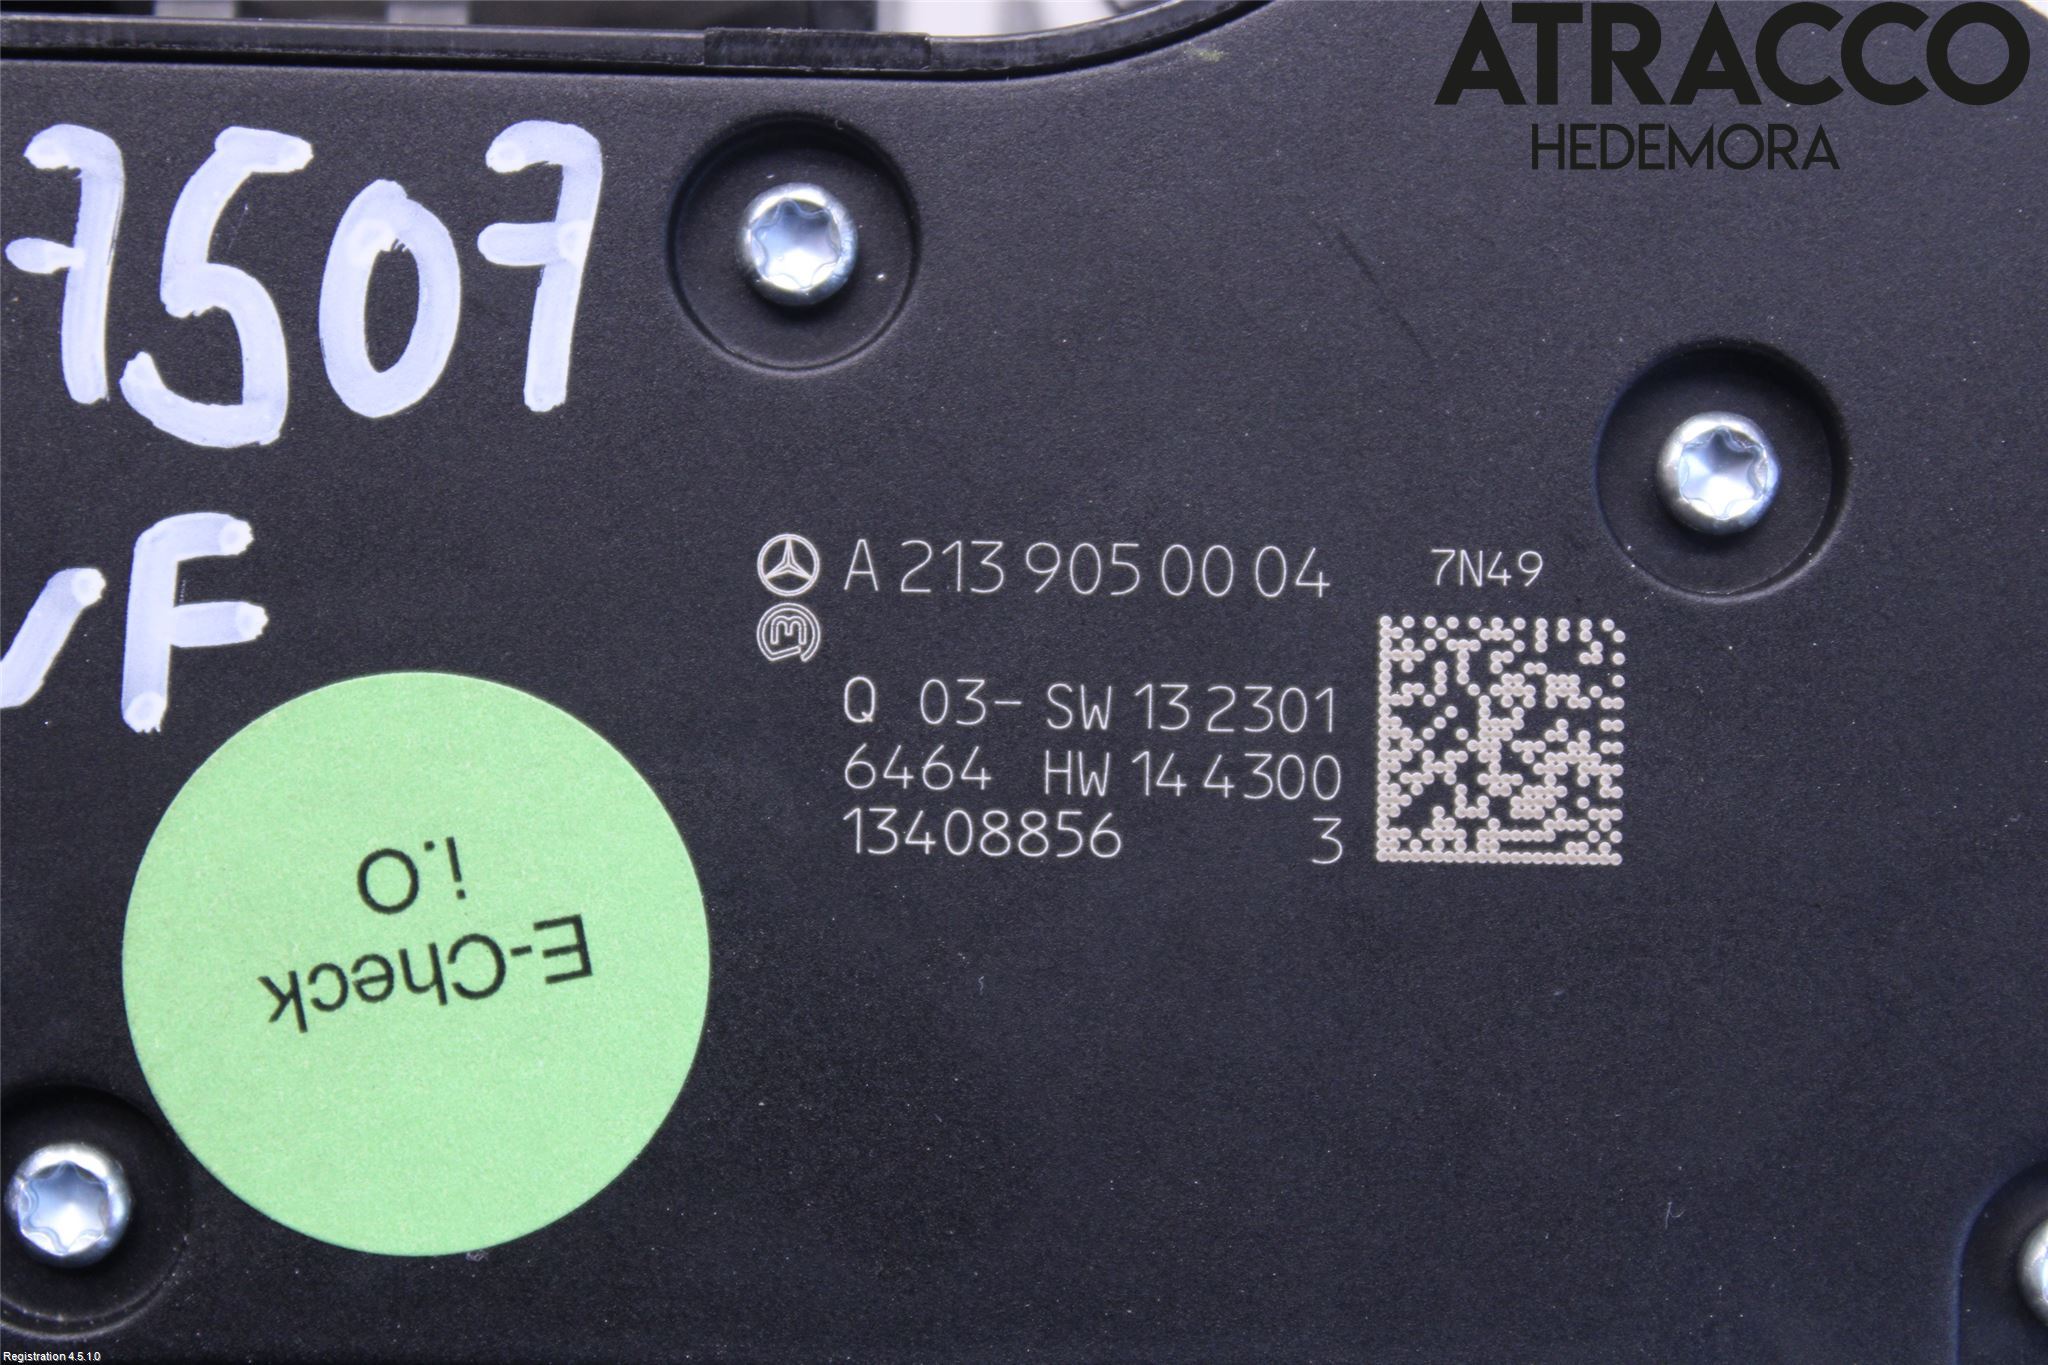 ATRACCO
HEDEMORA
7507
VF
A 213 905 00 04
7N49
Q 03- SW 13 2301
6464 HW 14 4300
13408856 3
E-Check
i.O
Registration 4.5.1.0